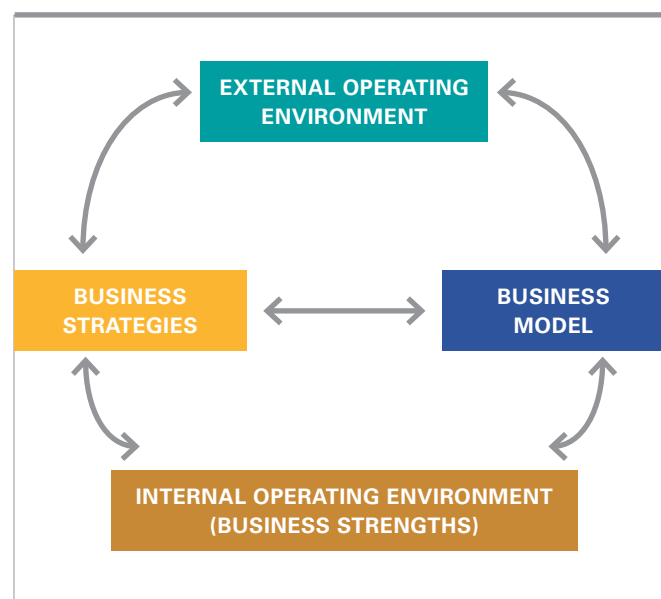 EXTERNAL OPERATING
ENVIRONMENT
BUSINESS
STRATEGIES
BUSINESS
MODEL
INTERNAL OPERATING ENVIRONMENT
(BUSINESS STRENGTHS)